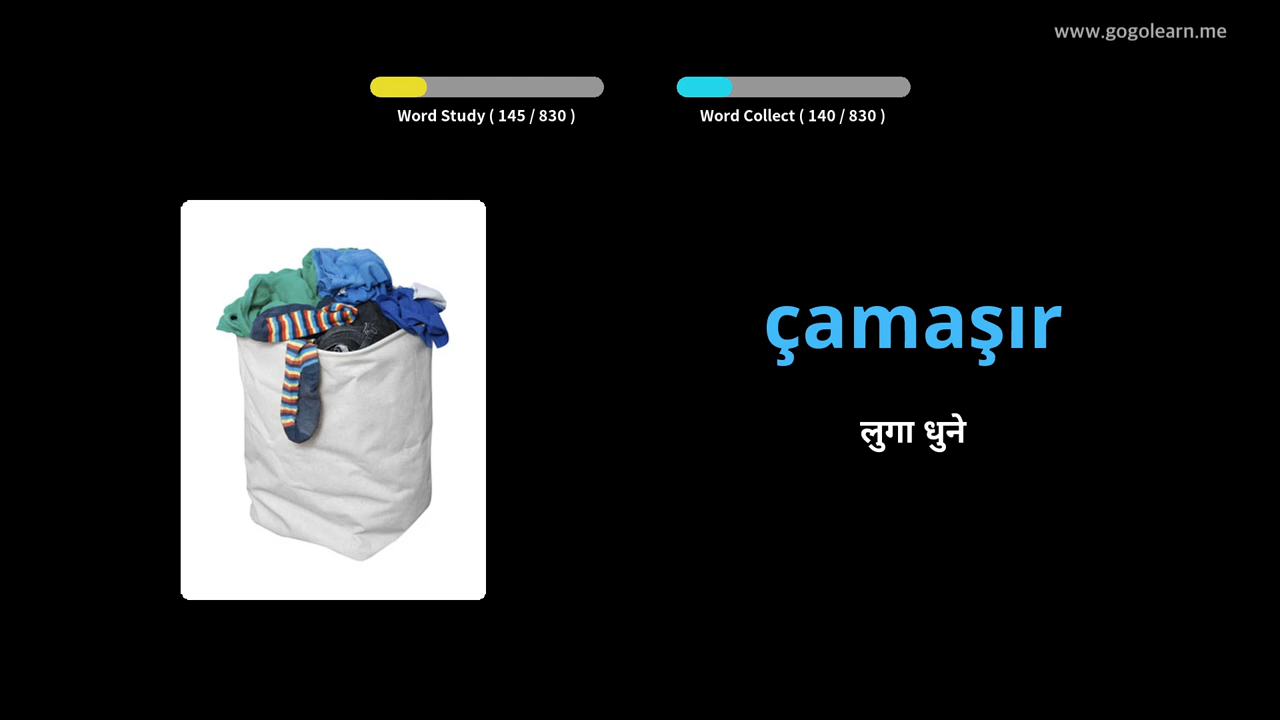 www.gogolearn.me
Word Study ( 145 / 830 )
Word Collect ( 140 / 830 )
çamaşır
लुगा धुने